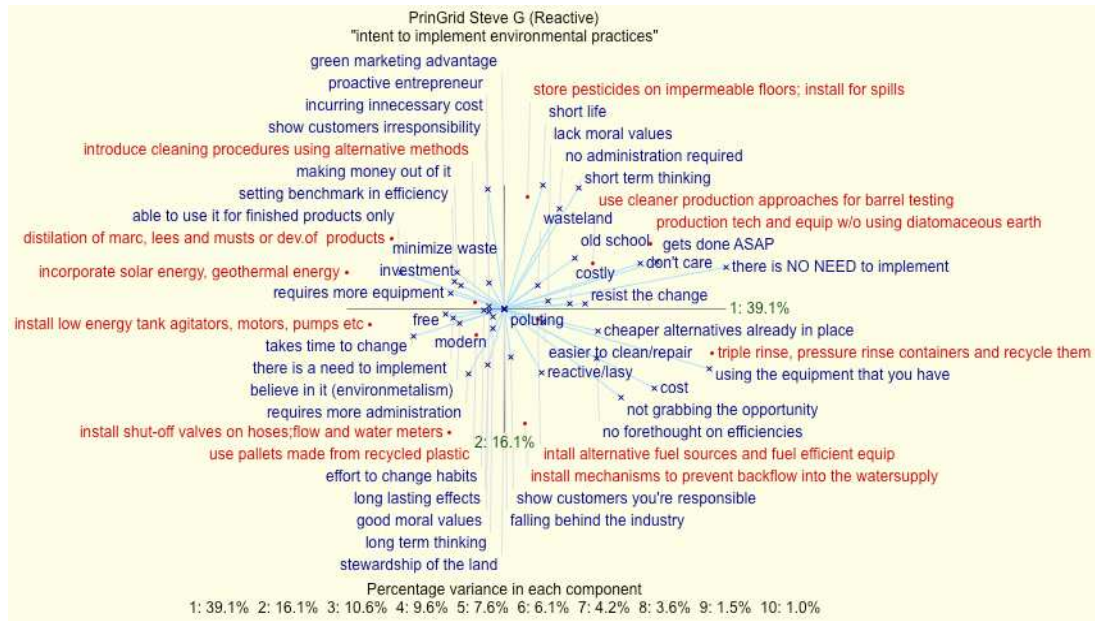 PrinGrid Steve G (Reactive)
"intent to implement environmental practices"
green marketing advantage
proactive entrepreneur
store pesticides on impermeable floors; install for spills
incurring innecessary cost
short life
show customers irresponsibility
lack moral values
introduce cleaning procedures using alternative methods
no administration required
making money out of it
short term thinking
setting benchmark in efficiency
use cleaner production approaches for barrel testing
able to use it for finished products only
wasteland
production tech and equip w/o using diatomaceous earth
distilation of marc, lees and musts or dev.of products
minimize waste
old school
gets done ASAP
incorporate solar energy, geothermal energy
investment
costly
don't care
there is NO NEED to implement
requires more equipment
resist the change
1: 39.1%
install low energy tank agitators, motors, pumps etc
free
poluting
cheaper alternatives already in place
takes time to change
modern
easier to clean/repair
triple rinse, pressure rinse containers and recycle them
there is a need to implement
reactive/lasy
using the equipment that you have
believe in it (environmetalism)
cost
requires more administration
not grabbing the opportunity
install shut-off valves on hoses;flow and water meters
2: 16.1%
no forethought on efficiencies
use pallets made from recycled plastic
intall alternative fuel sources and fuel efficient equip
effort to change habits
install mechanisms to prevent backflow into the watersupply
long lasting effects
show customers you're responsible
good moral values
falling behind the industry
long term thinking
stewardship of the land
Percentage variance in each component
1: 39.1% 2: 16.1% 3: 10.6% 4: 9.6% 5: 7.6% 6: 6.1% 7: 4.2% 8: 3.6% 9: 1.5% 10: 1.0%